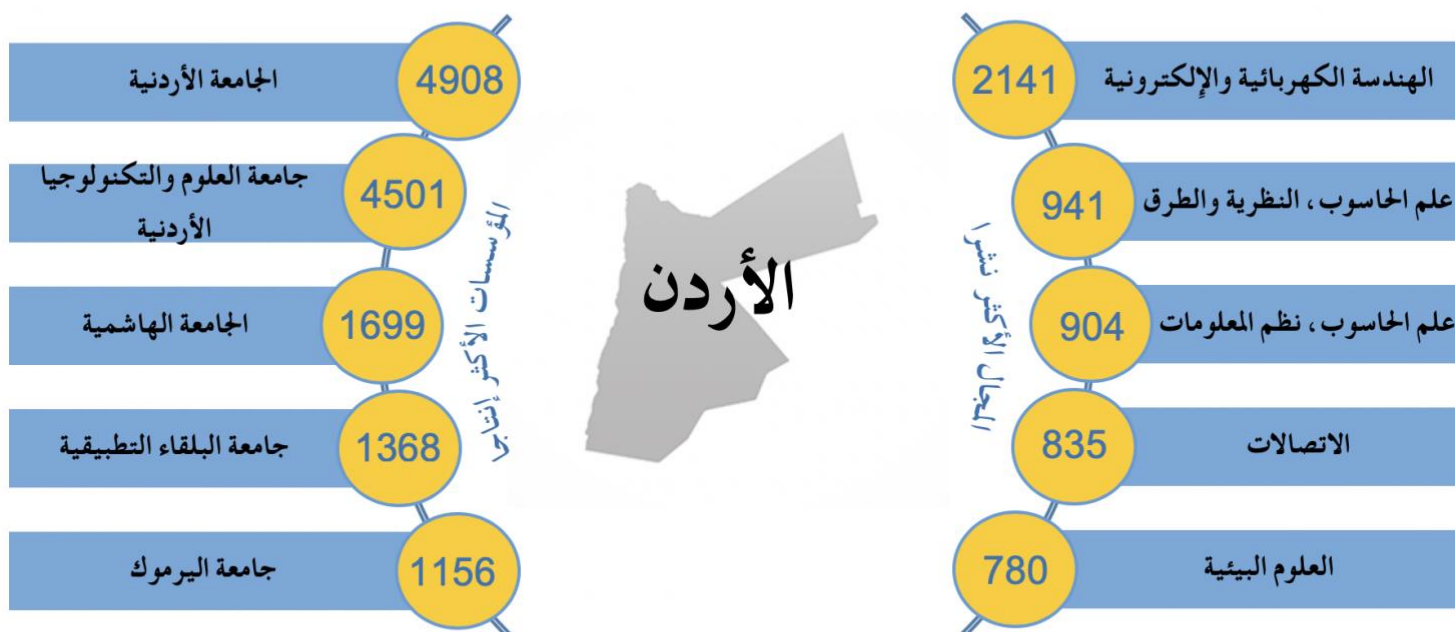 الهندسة الكهربائية والإلكترونية
2141
علم الحاسوب، النظرية والطرق
941
علم الحاسوب، نظم المعلومات
904
الاتصالات
835
العلوم البيئية
780
المجال الأكثر نشرا
الأردن
المؤسسات الأكثر إنتاجا
4908
الجامعة الأردنية
4501
جامعة العلوم والتكنولوجيا
الأردنية
1699
الجامعة الهاشمية
1368
جامعة البلقاء التطبيقية
1156
جامعة اليرموك